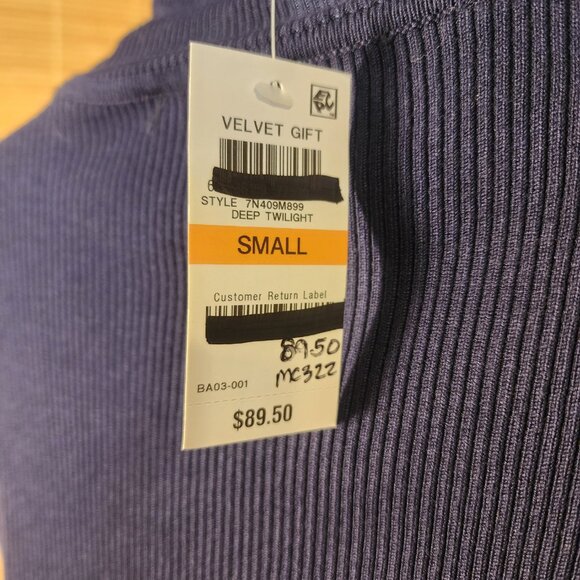 VELVET GIFT
STYLE 7N409M899
DEEP TWILIGHT
SMALL
Customer Return Label
89.50
BA03-001 MC322
$89.50